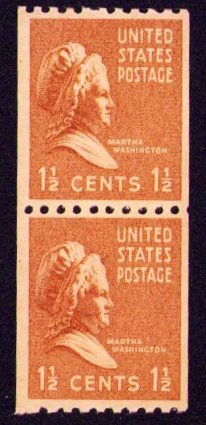 UNITED
STATES
POSTAGE
MARTHA
WASHINGTON
1½ CENTS 1½
UNITED
STATES
POSTAGE
MARTHA
WASHINGTON
1½ CENTS 1½